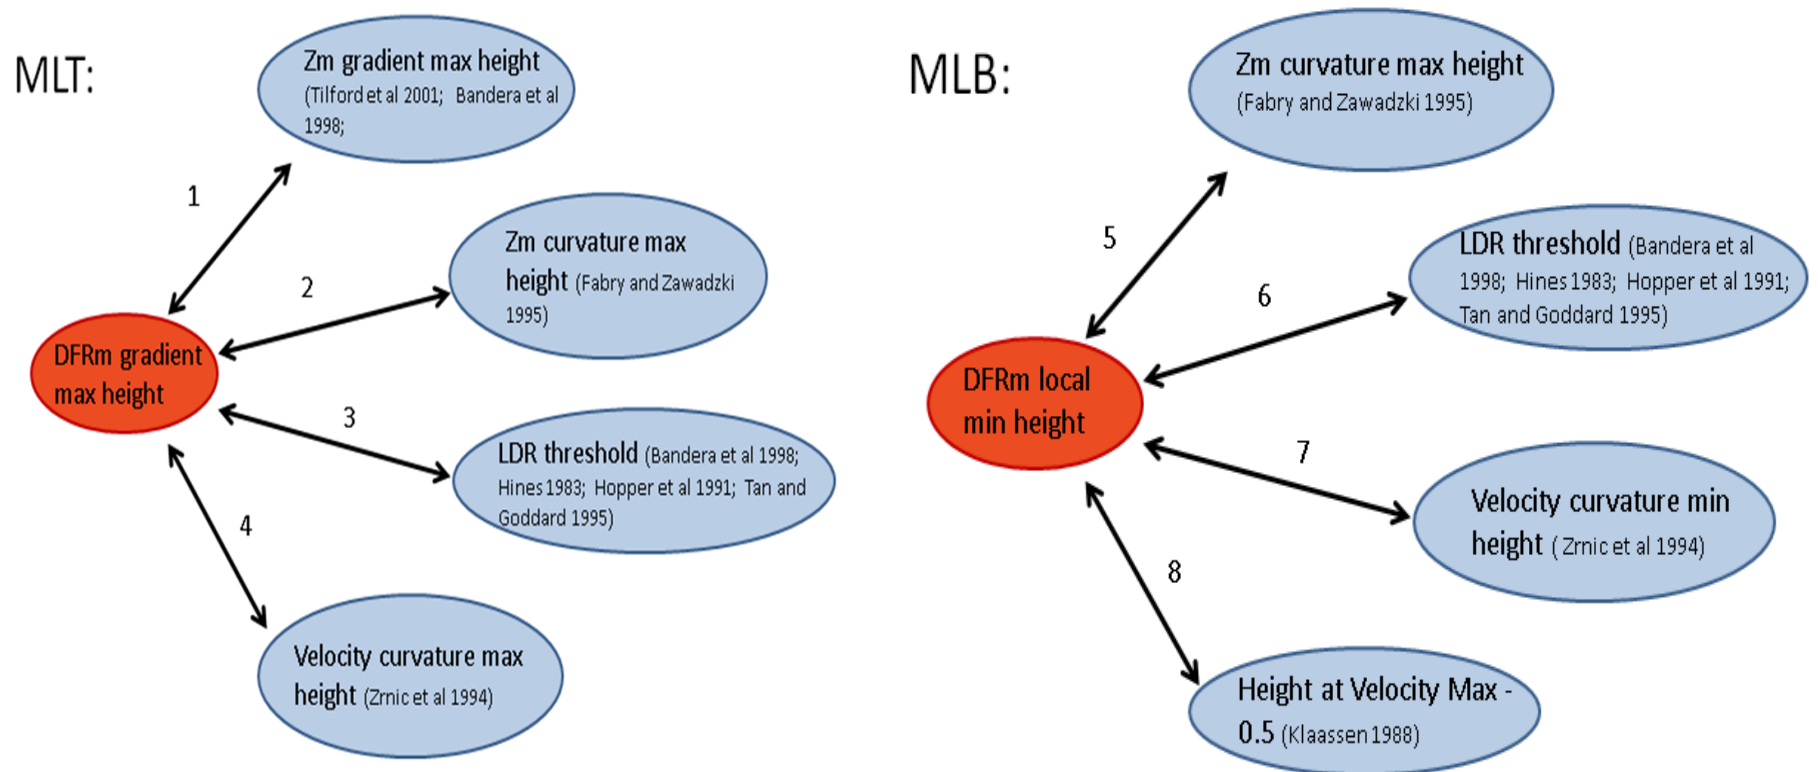 MLT:
Zm gradient max height
(Tilford et al 2001; Bandera et al
1998;
1
Zm curvature max
height (Fabry and Zawadzki
1995)
2
DFRm gradient
max height
3
LDR threshold (Bandera et al 1998;
Hines 1983; Hopper et al 1991; Tan and
Goddard 1995)
4
Velocity curvature max
height (Zrnic et al 1994)
MLB:
Zm curvature max height
(Fabry and Zawadzki 1995)
5
LDR threshold (Bandera et al
1998; Hines 1983; Hopper et al 1991;
Tan and Goddard 1995)
6
DFRm local
min height
7
Velocity curvature min
height ( Zrnic et al 1994)
8
Height at Velocity Max -
0.5 (Klaassen 1988)